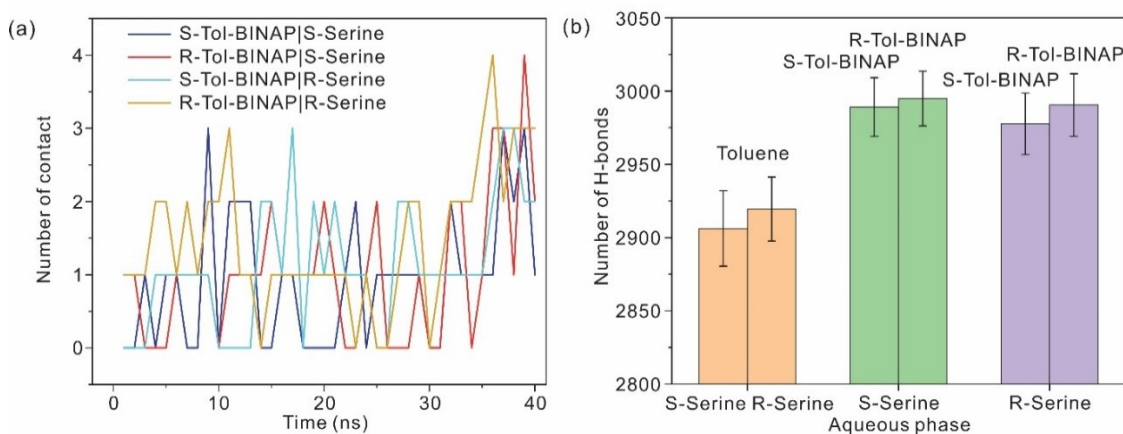 (a)
S-Tol-BINAP|S-Serine
R-Tol-BINAP|S-Serine
S-Tol-BINAP|R-Serine
R-Tol-BINAP|R-Serine
Number of contact
4
3
2
1
0
0 10 20 30 40
Time (ns)
(b)
Number of H-bonds
3050
3000
2950
2900
2850
2800
Toluene
S-Tol-BINAP
R-Tol-BINAP
S-Tol-BINAP
R-Tol-BINAP
S-Serine R-Serine S-Serine R-Serine
Aqueous phase